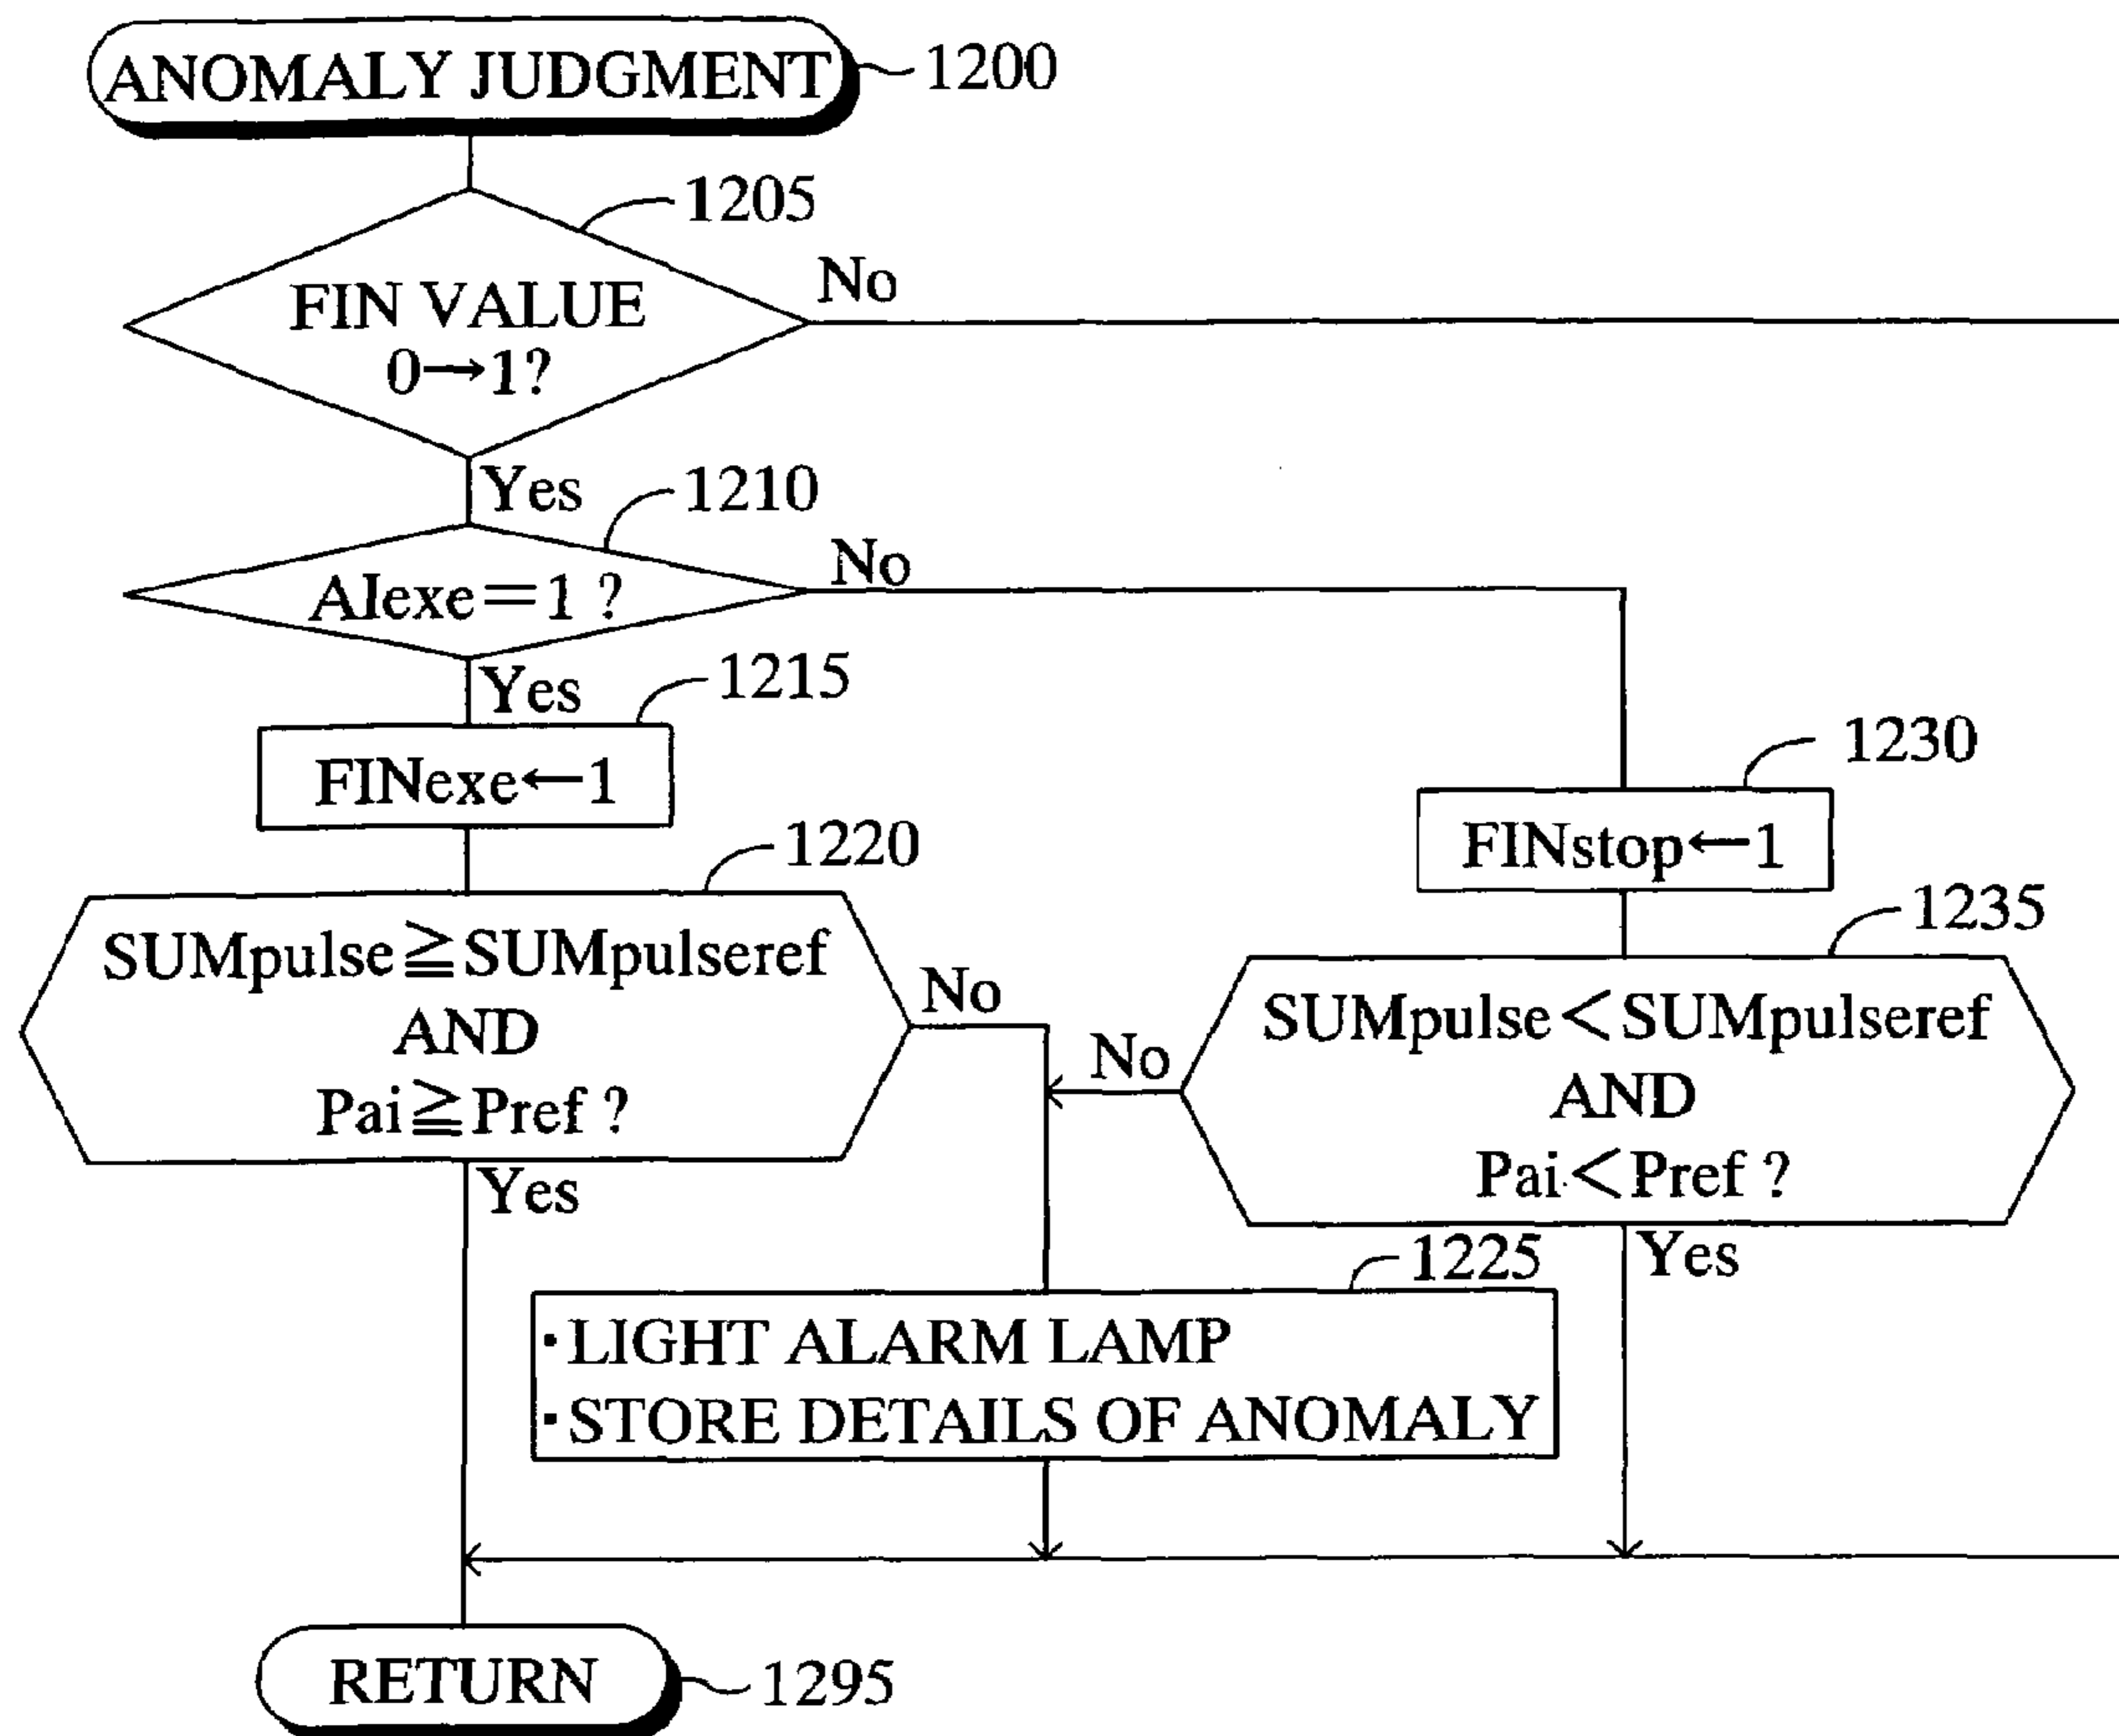 ANOMALY JUDGMENT
1200
1205
FIN VALUE
0→1?
No
Yes
1210
AIexe=1 ?
No
Yes
1215
FINexe←1
1230
FINstop←1
1220
SUMpulse≧SUMpulseref
AND
Pai≧Pref ?
No
Yes
1235
SUMpulse<SUMpulseref
AND
Pai<Pref ?
No
Yes
1225
·LIGHT ALARM LAMP
·STORE DETAILS OF ANOMALY
RETURN
1295